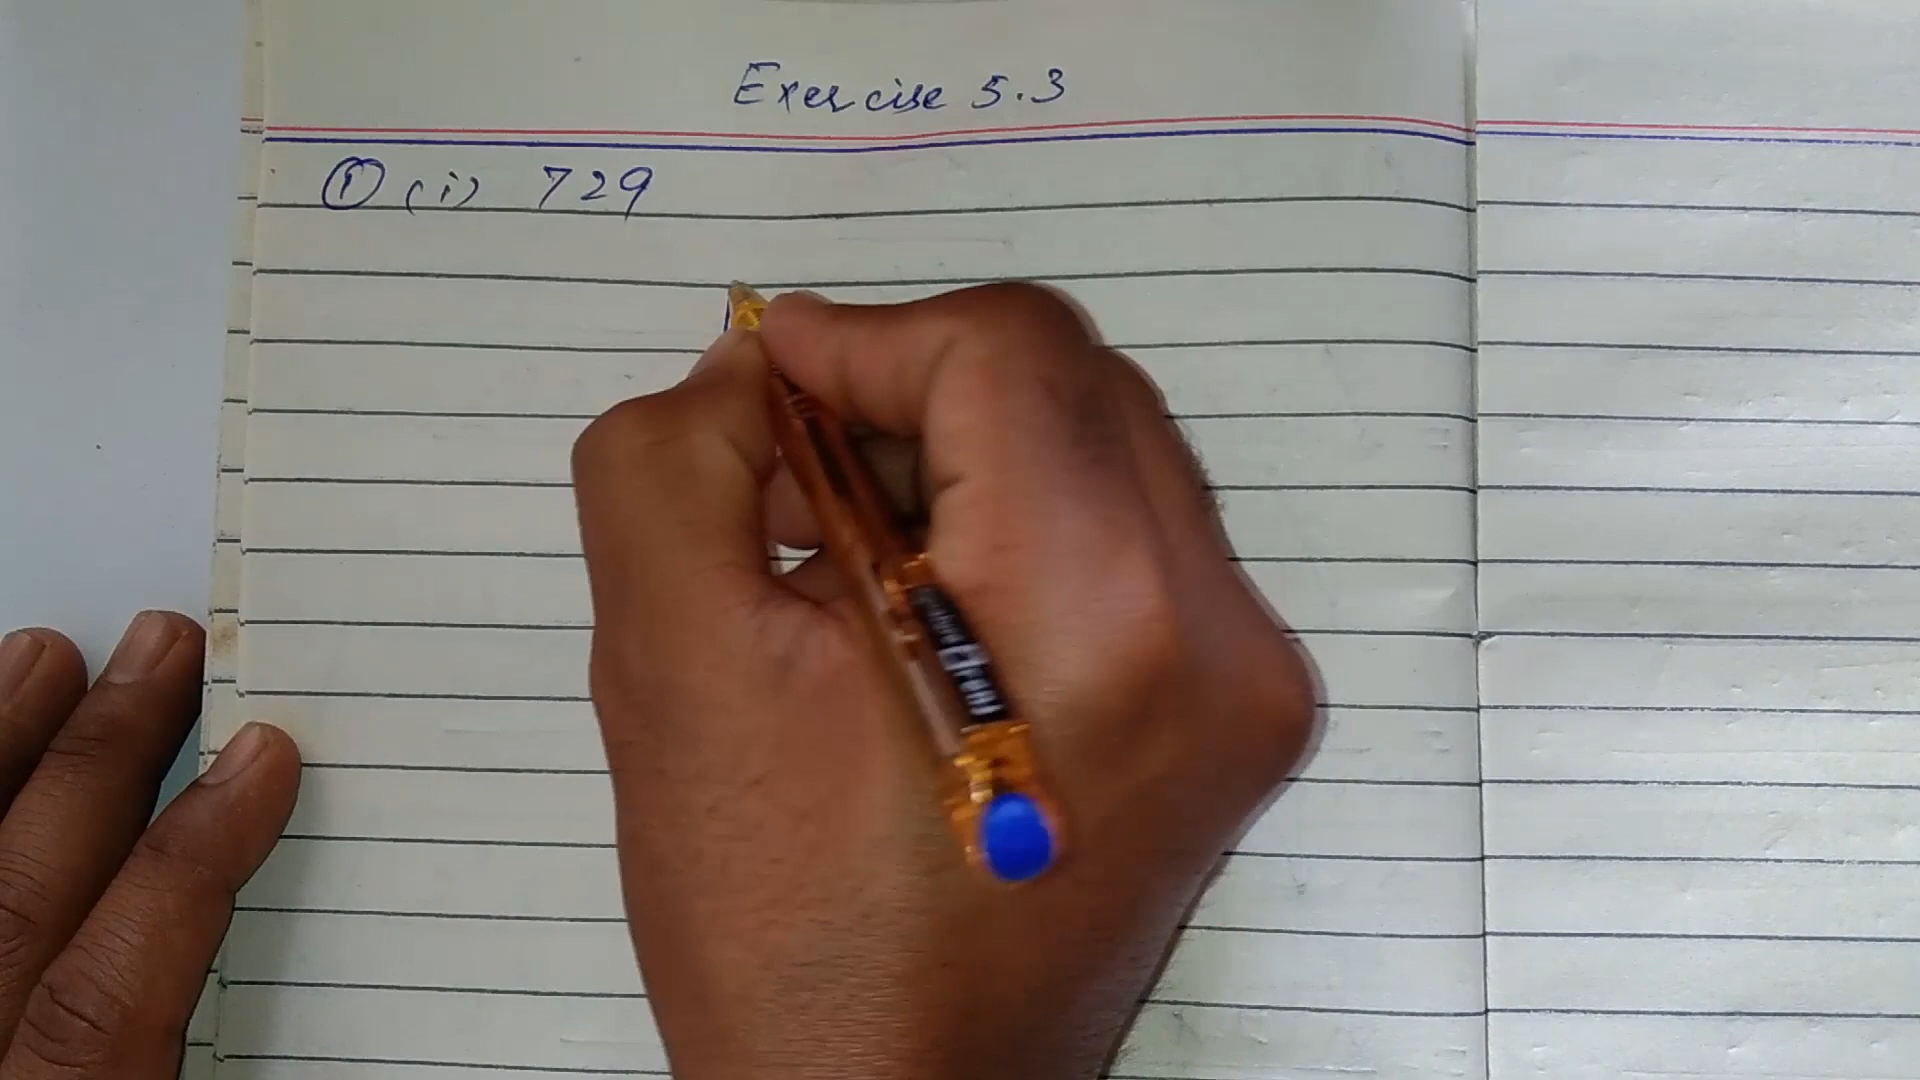 Exercise 5.3
① (i) 729